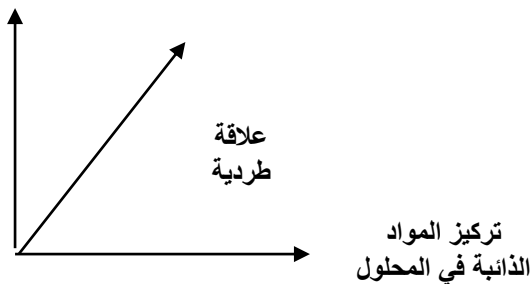 علاقة
طردية
تركيز المواد
الذائبة في المحلول